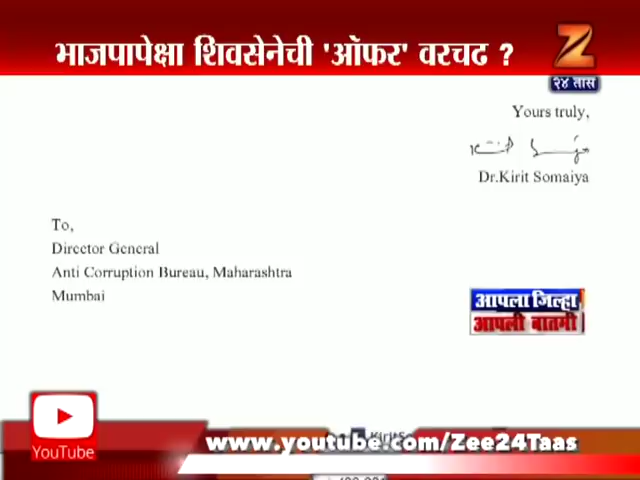 भाजपापेक्षा शिवसेनेची 'ऑफर' वरचढ ?
२४ तास
Yours truly,
Dr.Kirit Somaiya
To,
Director General
Anti Corruption Bureau, Maharashtra
Mumbai
आपला जिल्हा
आपली बातमी
www.youtube.com/Zee24Taas
YouTube